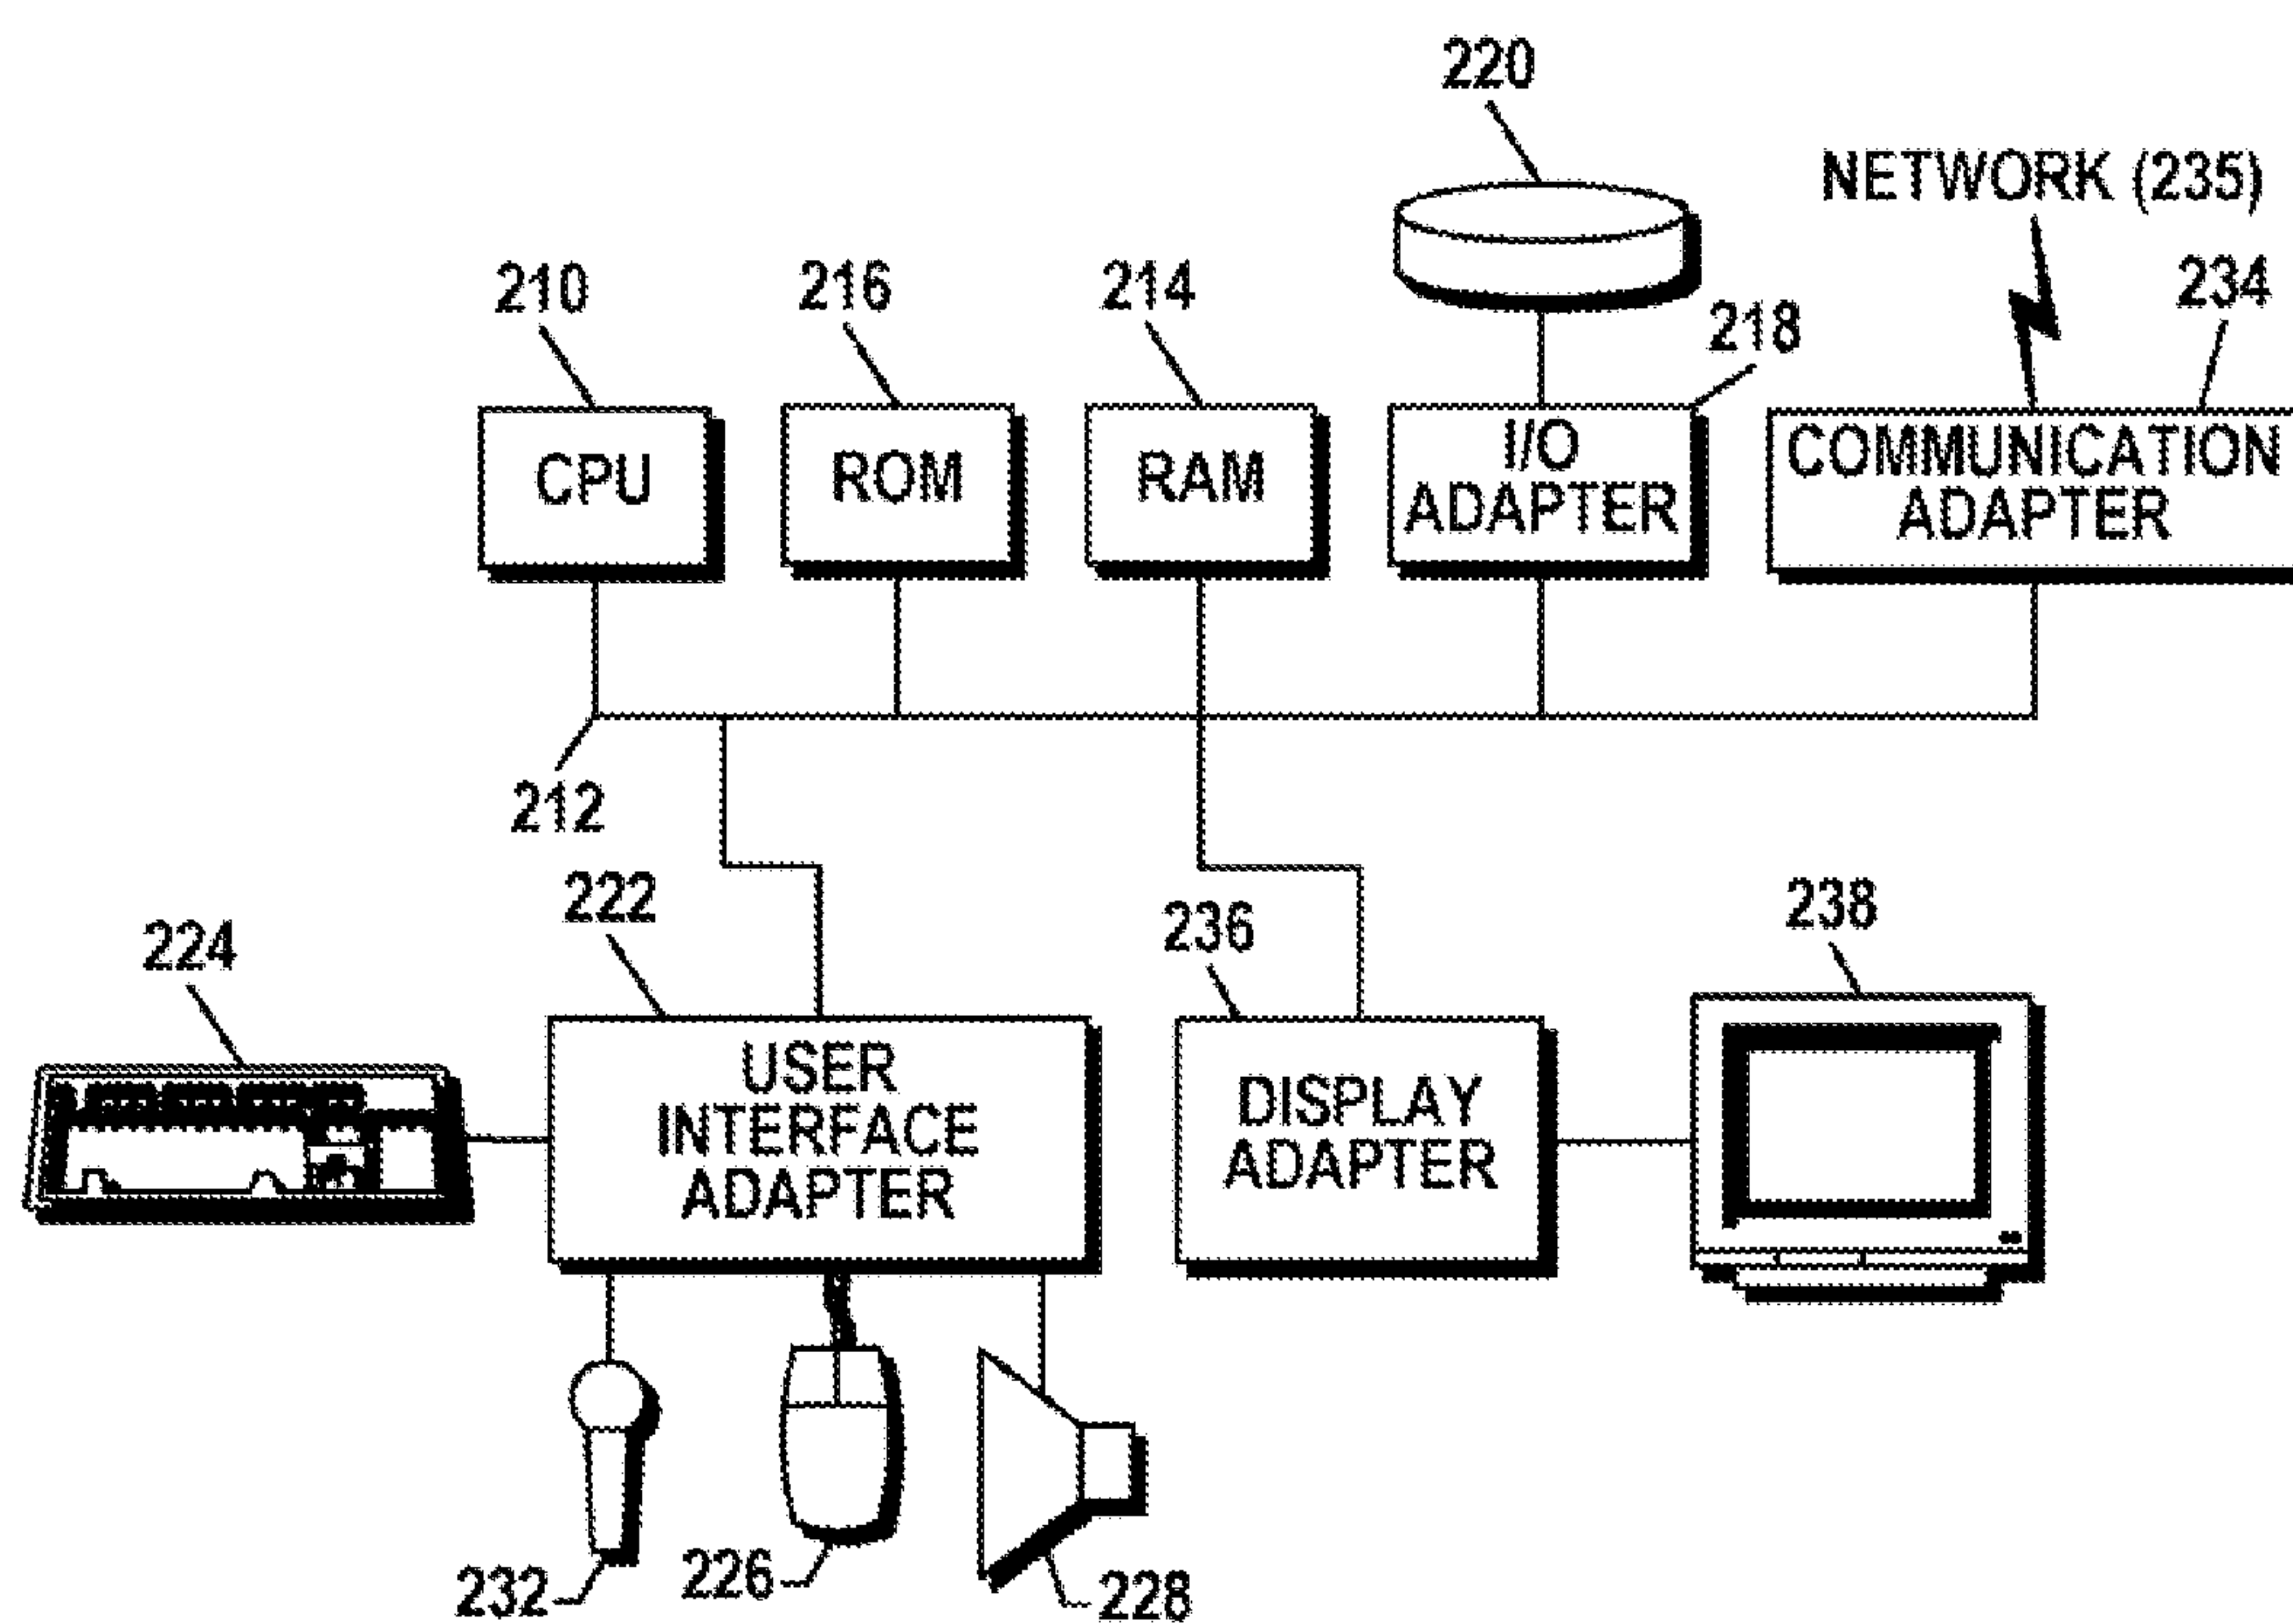 220
NETWORK (235)
210
216
214
218
234
CPU
ROM
RAM
I/O
ADAPTER
COMMUNICATION
ADAPTER
212
222
224
236
238
USER
INTERFACE
ADAPTER
DISPLAY
ADAPTER
232
226
228